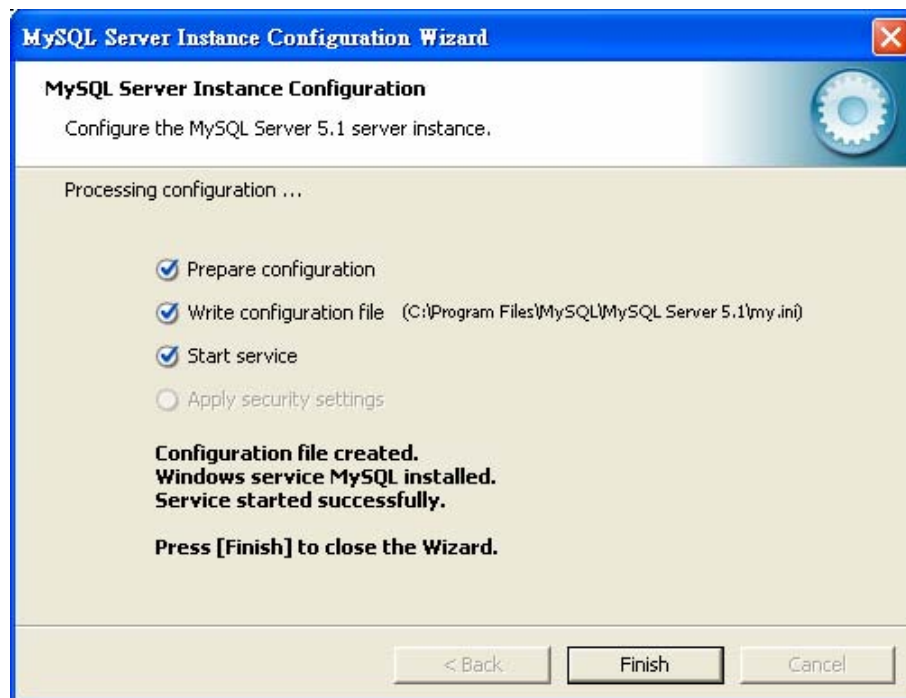 MySQL Server Instance Configuration Wizard
MySQL Server Instance Configuration
Configure the MySQL Server 5.1 server instance.
Processing configuration ...
Prepare configuration
Write configuration file (C:\Program Files\MySQL\MySQL Server 5.1\my.ini)
Start service
Apply security settings
Configuration file created.
Windows service MySQL installed.
Service started successfully.
Press [Finish] to close the Wizard.
< Back Finish Cancel